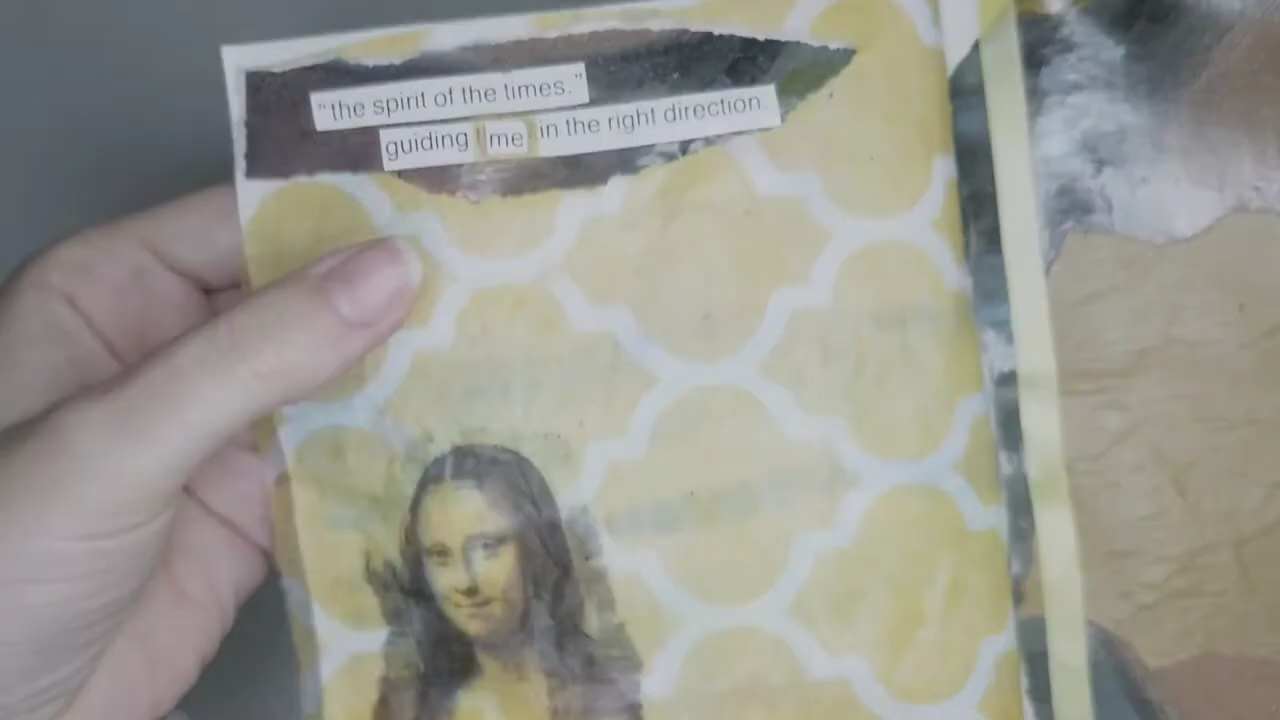 "the spirit of the times."
guiding me in the right direction.